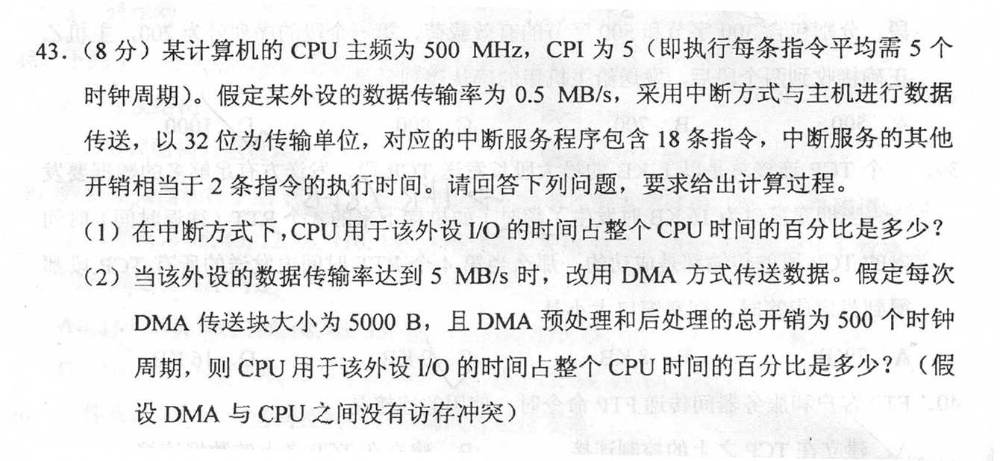 43.（8 分）某计算机的 CPU 主频为 500 MHz，CPI 为 5（即执行每条指令平均需 5 个
时钟周期）。假定某外设的数据传输率为 0.5 MB/s，采用中断方式与主机进行数据
传送，以 32 位为传输单位，对应的中断服务程序包含 18 条指令，中断服务的其他
开销相当于 2 条指令的执行时间。请回答下列问题，要求给出计算过程。
（1）在中断方式下，CPU 用于该外设 I/O 的时间占整个 CPU 时间的百分比是多少？
（2）当该外设的数据传输率达到 5 MB/s 时，改用 DMA 方式传送数据。假定每次
DMA 传送块大小为 5000 B，且 DMA 预处理和后处理的总开销为 500 个时钟
周期，则 CPU 用于该外设 I/O 的时间占整个 CPU 时间的百分比是多少？（假
设 DMA 与 CPU 之间没有访存冲突）